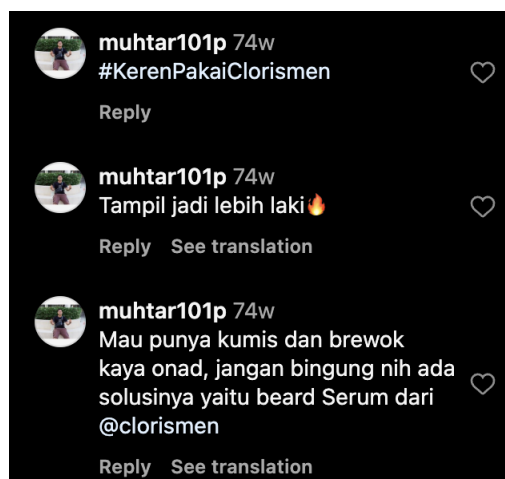 muhtar101p 74w
#KerenPakaiClorismen
Reply
muhtar101p 74w
Tampil jadi lebih laki🔥
Reply See translation
muhtar101p 74w
Mau punya kumis dan brewok
kaya onad, jangan bingung nih ada
solusinya yaitu beard Serum dari
@clorismen
Reply See translation